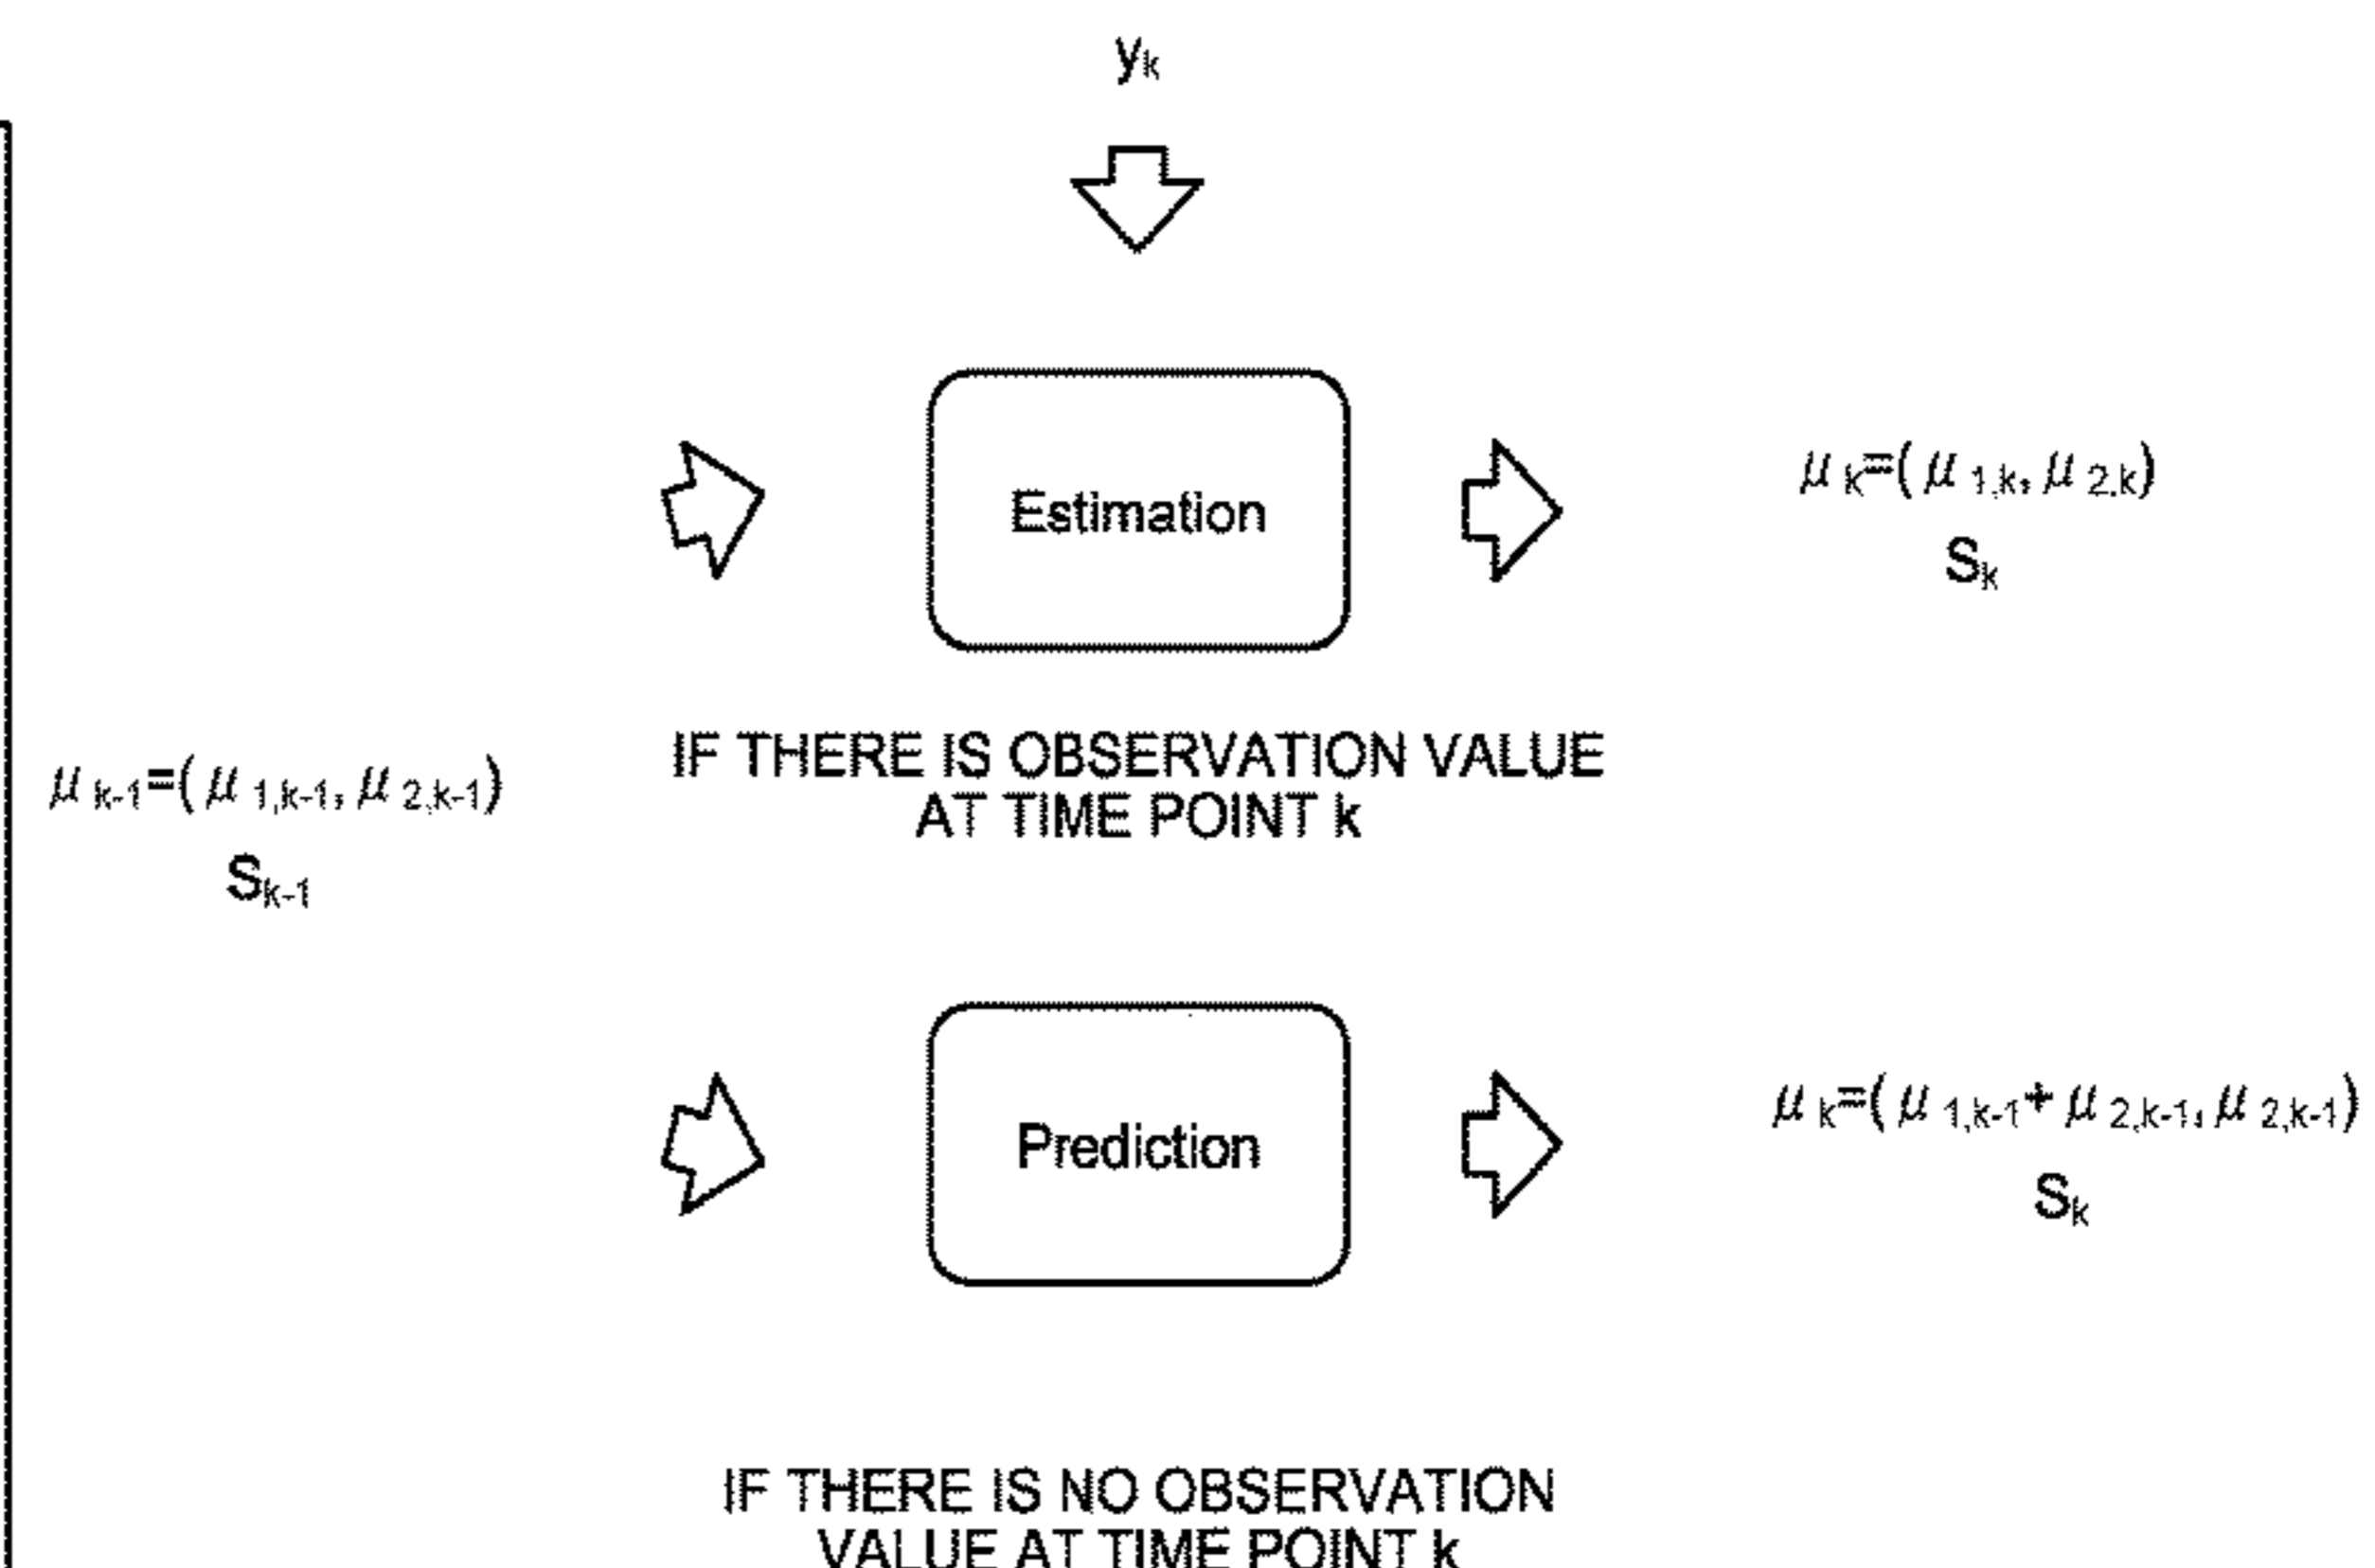 yk
Estimation
μk=(μ1,k, μ2,k)
Sk
IF THERE IS OBSERVATION VALUE
AT TIME POINT k
μk-1=(μ1,k-1, μ2,k-1)
Sk-1
Prediction
μk=(μ1,k-1+μ2,k-1, μ2,k-1)
Sk
IF THERE IS NO OBSERVATION
VALUE AT TIME POINT k